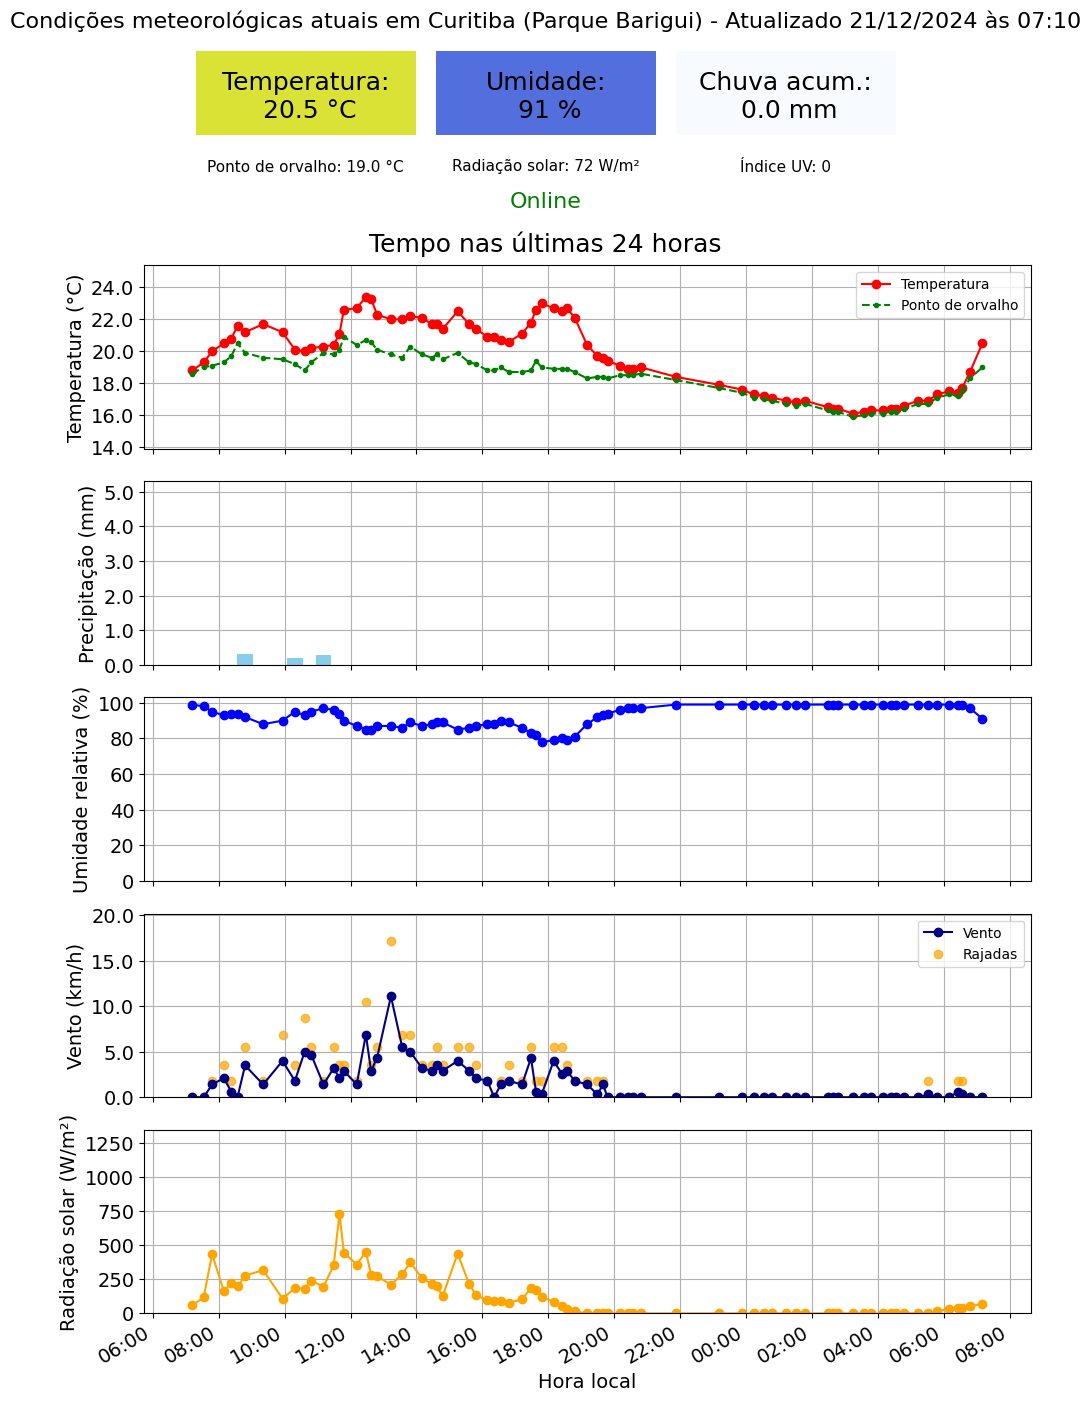 Condições meteorológicas atuais em Curitiba (Parque Barigui) - Atualizado 21/12/2024 às 07:10
Temperatura:
20.5 °C
Umidade:
91 %
Chuva acum.:
0.0 mm
Ponto de orvalho: 19.0 °C
Radiação solar: 72 W/m²
Índice UV: 0
Online
Tempo nas últimas 24 horas
Temperatura (°C)
24.0
22.0
20.0
18.0
16.0
14.0
Temperatura
Ponto de orvalho
Precipitação (mm)
5.0
4.0
3.0
2.0
1.0
0.0
Umidade relativa (%)
100
80
60
40
20
0
Vento (km/h)
20.0
15.0
10.0
5.0
0.0
Vento
Rajadas
Radiação solar (W/m²)
1250
1000
750
500
250
0
06:00
08:00
10:00
12:00
14:00
16:00
18:00
20:00
22:00
00:00
02:00
04:00
06:00
08:00
Hora local